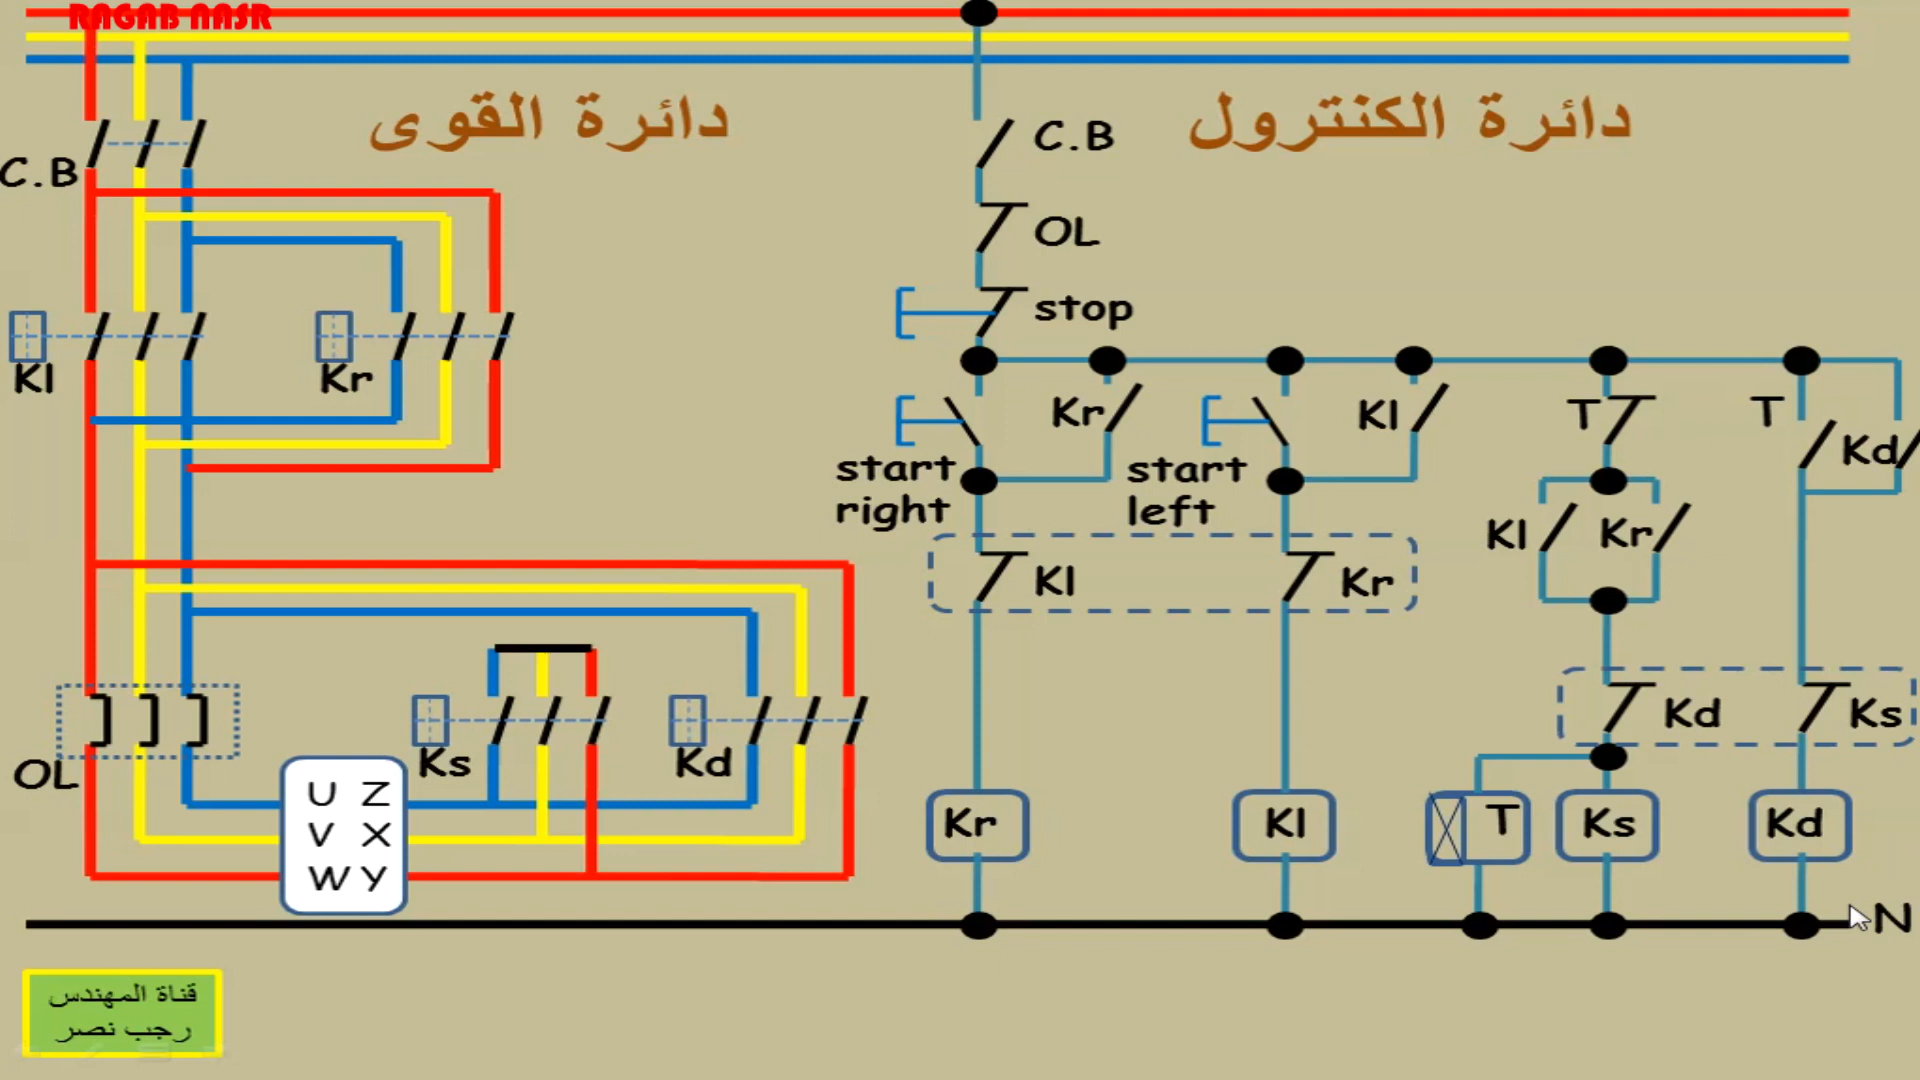 RAGAB NASR
دائرة القوى
دائرة الكنترول
C.B
C.B
OL
stop
Kl
Kr
Kr
Kl
T
T
Kd
start right
start left
Kl
Kr
Kl
Kr
Kd
Ks
OL
Ks
Kd
U Z
V X
W Y
Kr
Kl
T
Ks
Kd
N
قناة المهندس
رجب نصر